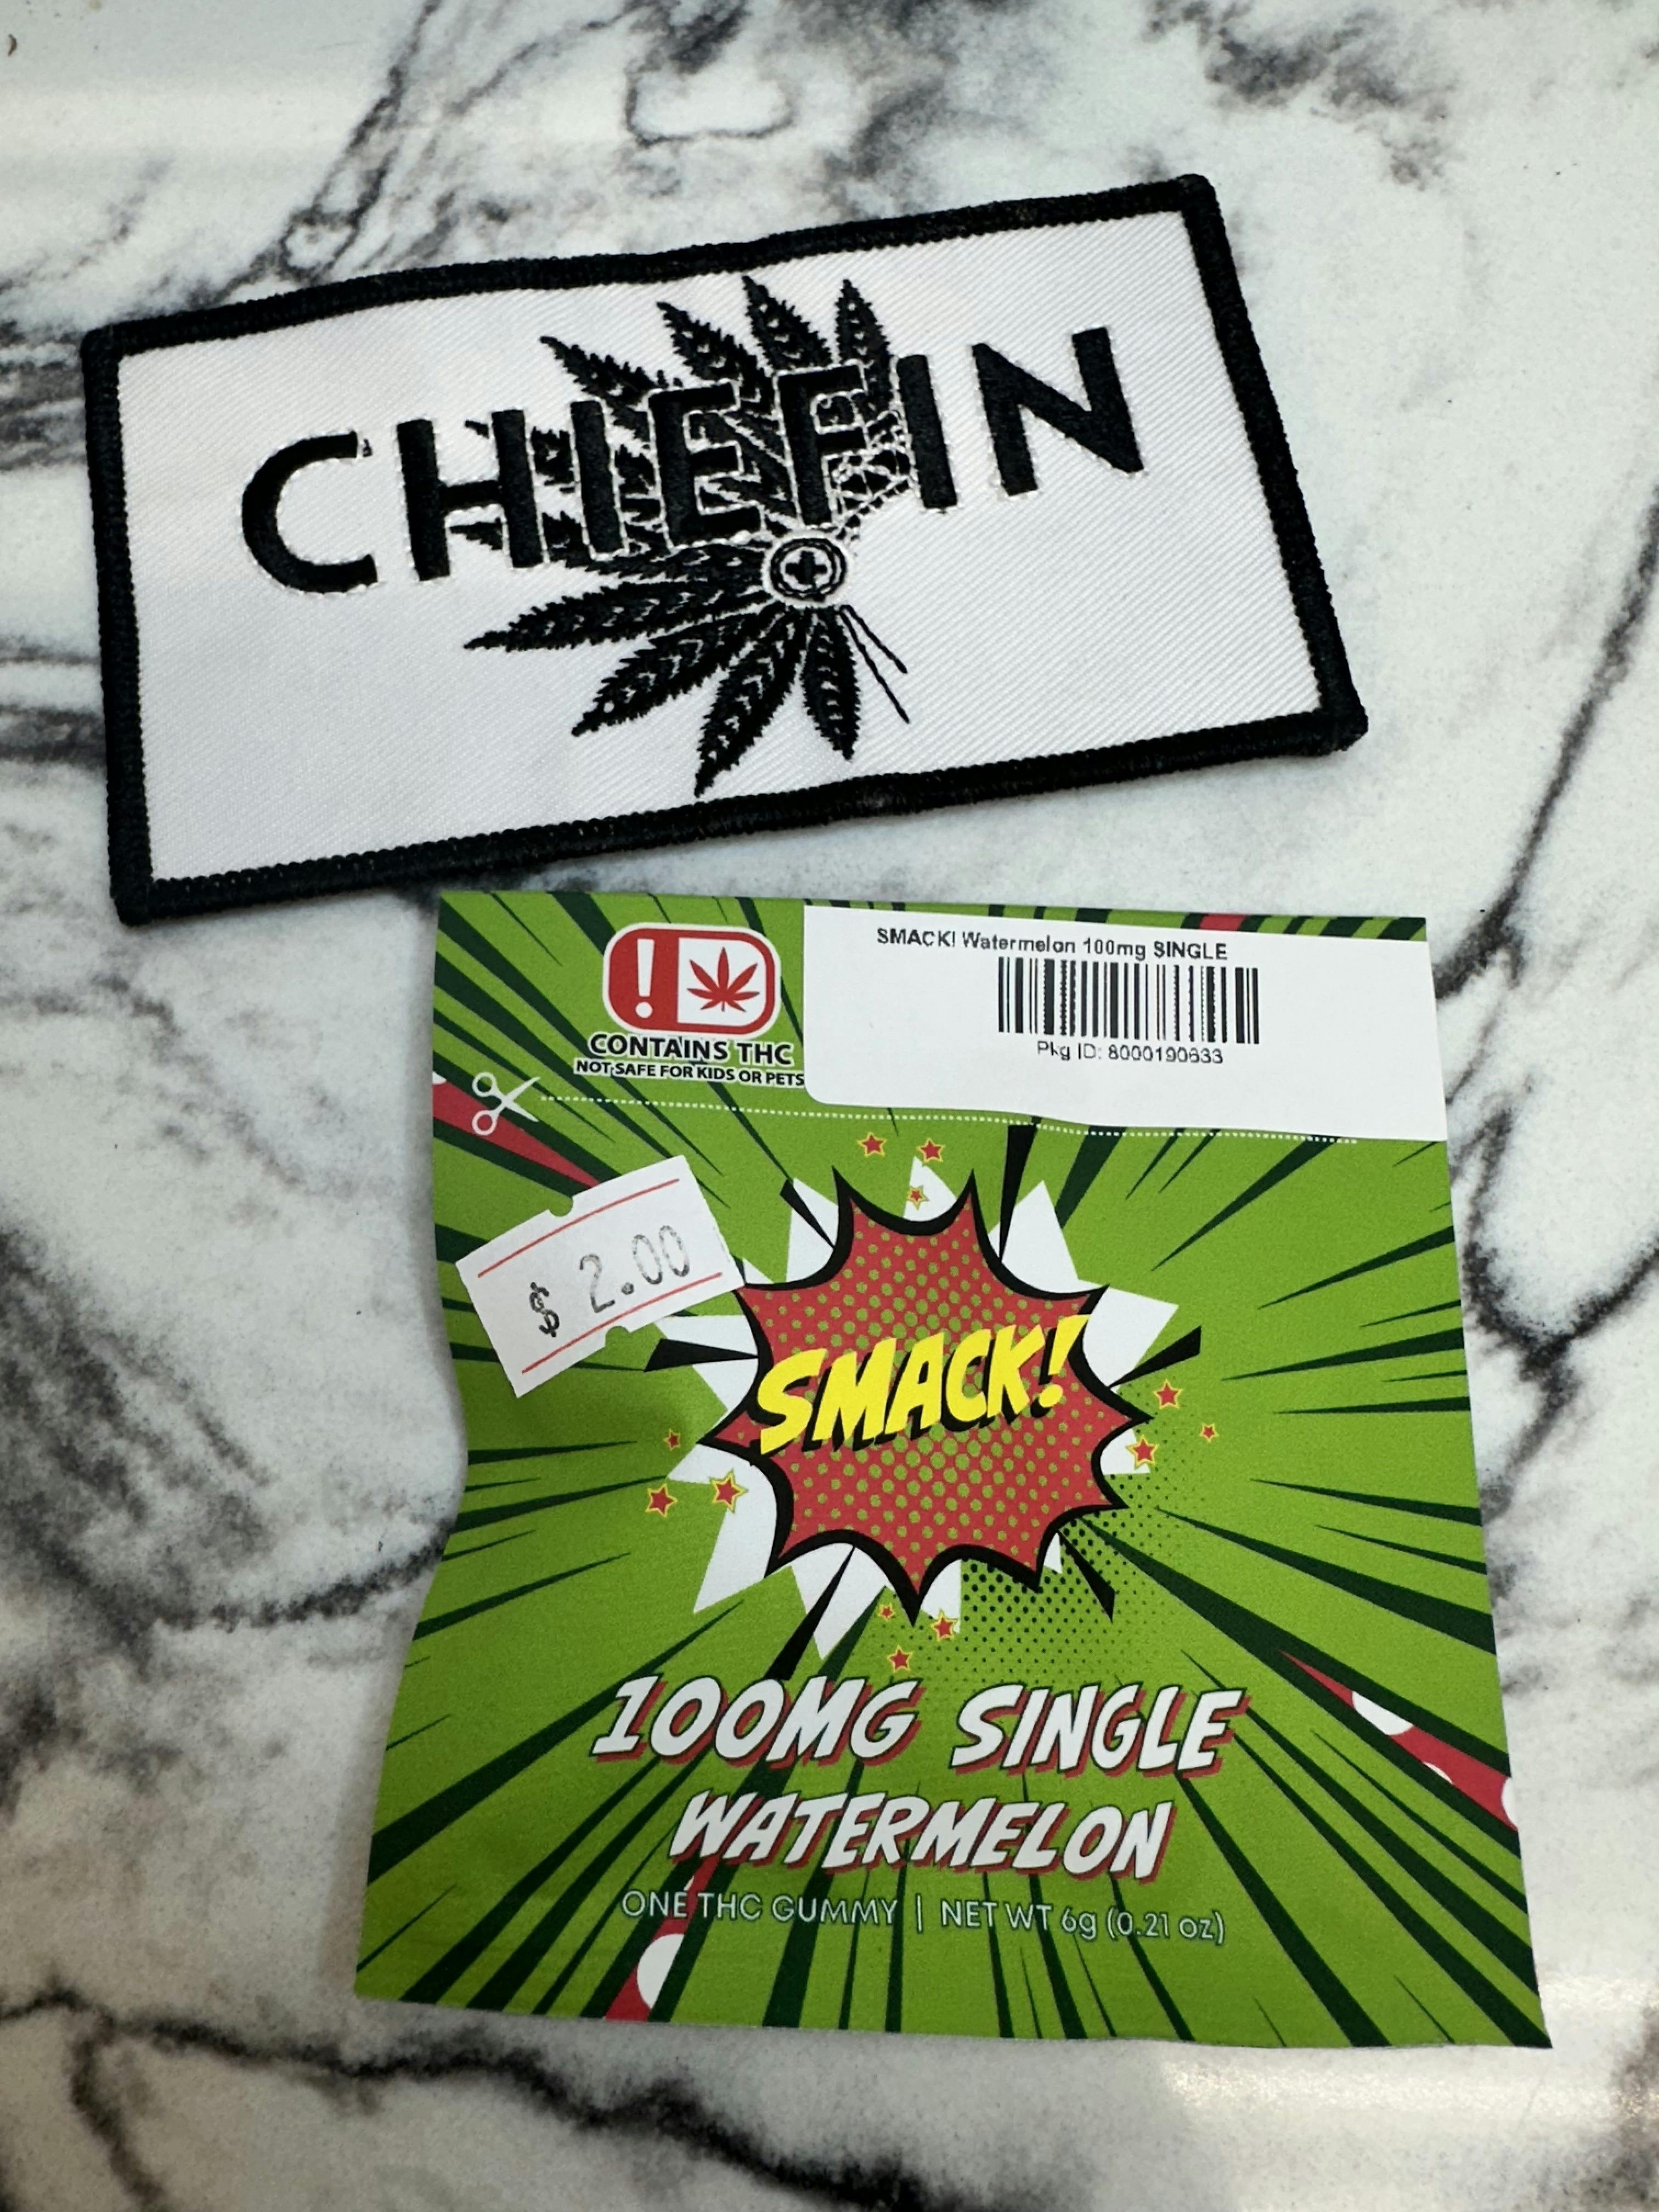 CHIEFIN
CONTAINS THC
NOT SAFE FOR KIDS OR PETS
SMACK! Watermelon 100mg SINGLE
Pkg ID: 8000190633
$ 2.00
SMACK!
100MG SINGLE
WATERMELON
ONE THC GUMMY | NET WT 6g (0.21 oz)